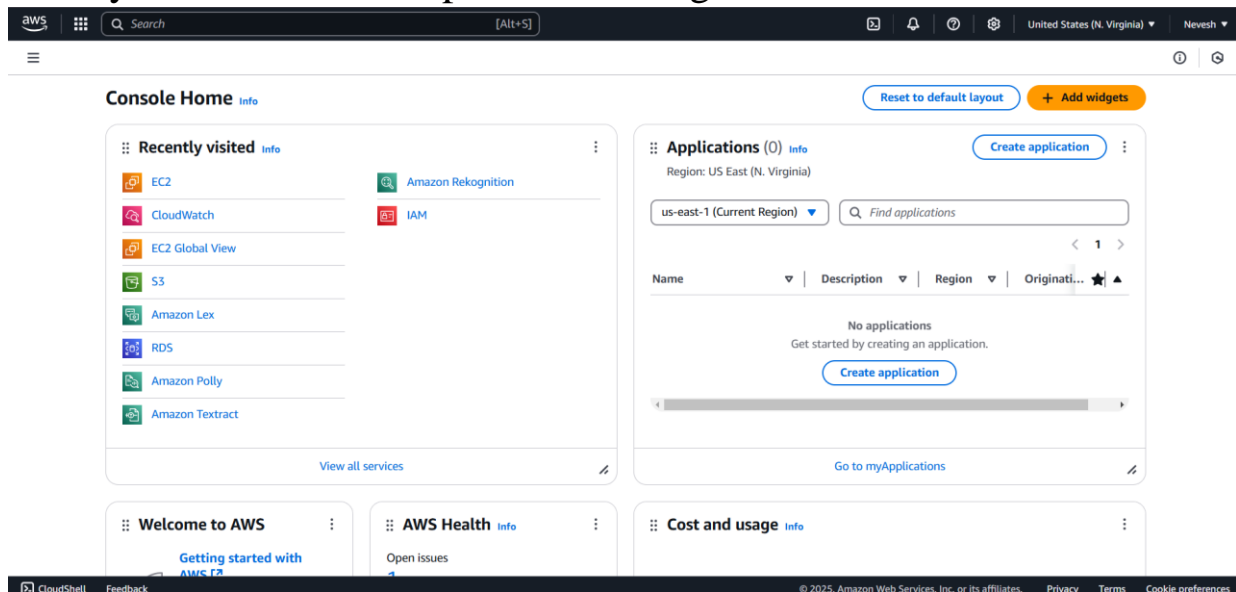 aws
Search
[Alt+S]
United States (N. Virginia)
Nevesh
Console Home Info
Reset to default layout
+ Add widgets
Recently visited Info
EC2
CloudWatch
EC2 Global View
S3
Amazon Lex
RDS
Amazon Polly
Amazon Textract
Amazon Rekognition
IAM
View all services
Applications (0) Info
Create application
Region: US East (N. Virginia)
us-east-1 (Current Region)
Find applications
1
Name
Description
Region
Originati...
No applications
Get started by creating an application.
Create application
Go to myApplications
Welcome to AWS
Getting started with
AWS
AWS Health Info
Open issues
Cost and usage Info
CloudShell
Feedback
© 2025, Amazon Web Services, Inc. or its affiliates.
Privacy
Terms
Cookie preferences